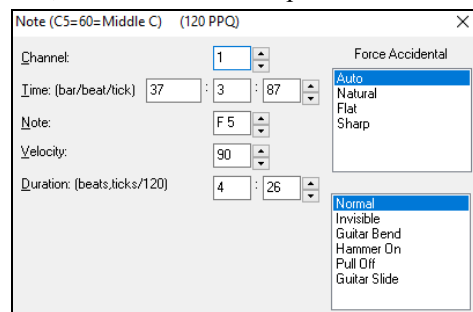 Note (C5=60=Middle C) (120 PPQ)
Channel: 1
Force Accidental
Time: (bar/beat/tick) 37 : 3 : 87
Note: F 5
Velocity: 90
Duration: (beats,ticks/120) 4 : 26
Auto
Natural
Flat
Sharp
Normal
Invisible
Guitar Bend
Hammer On
Pull Off
Guitar Slide